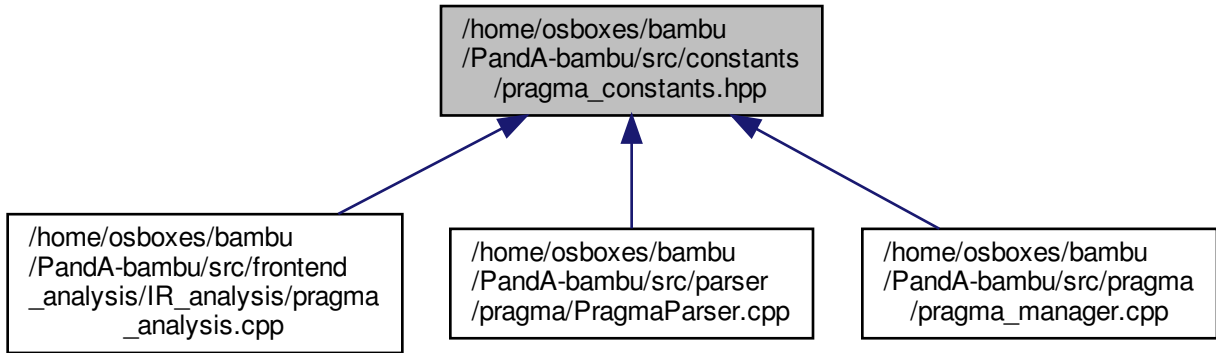 /home/osboxes/bambu
/PandA-bambu/src/constants
/pragma_constants.hpp
/home/osboxes/bambu
/PandA-bambu/src/frontend
_analysis/IR_analysis/pragma
_analysis.cpp
/home/osboxes/bambu
/PandA-bambu/src/parser
/pragma/PragmaParser.cpp
/home/osboxes/bambu
/PandA-bambu/src/pragma
/pragma_manager.cpp